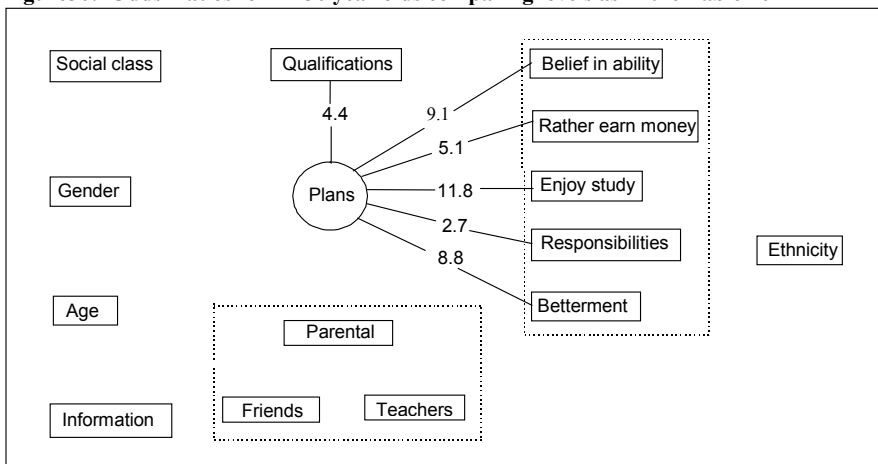 Social class
Qualifications
Belief in ability
4.4
9.1
Rather earn money
5.1
Gender
Plans
11.8
Enjoy study
2.7
Responsibilities
Ethnicity
8.8
Betterment
Age
Parental
Information
Friends
Teachers